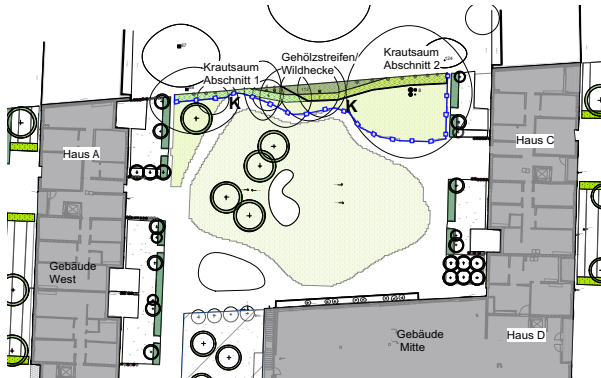 Krautsaum
Abschnitt 1
Gehölzstreifen/
Wildhecke
Krautsaum
Abschnitt 2
K
K
Haus A
Haus C
Gebäude
West
Gebäude
Mitte
Haus D